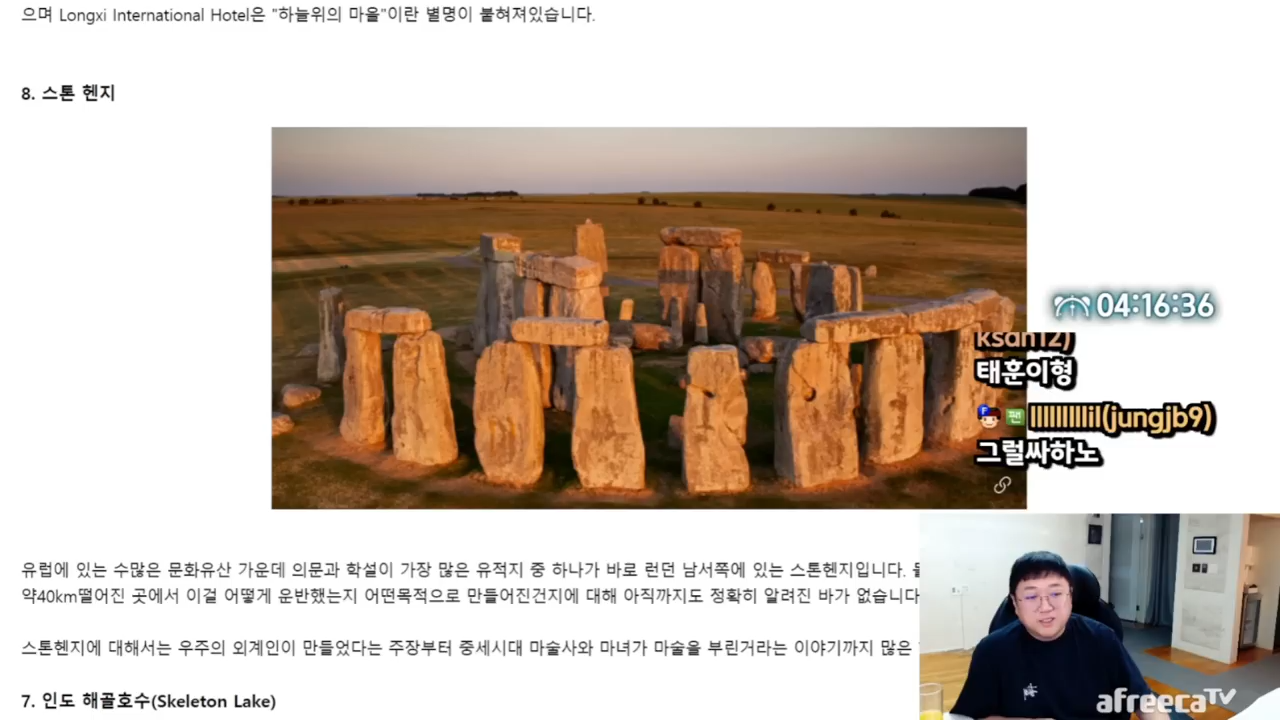 으며 Longxi International Hotel은 "하늘위의 마을"이란 별명이 붙혀져있습니다.
8. 스톤 헨지
04:16:36
ksan12)
태훈이형
llllllllllil(jungjb9)
그럴싸하노
유럽에 있는 수많은 문화유산 가운데 의문과 학설이 가장 많은 유적지 중 하나가 바로 런던 남서쪽에 있는 스톤헨지입니다.
약40km떨어진 곳에서 이걸 어떻게 운반했는지 어떤목적으로 만들어진건지에 대해 아직까지도 정확히 알려진 바가 없습니다
스톤헨지에 대해서는 우주의 외계인이 만들었다는 주장부터 중세시대 마술사와 마녀가 마술을 부린거라는 이야기까지 많은
7. 인도 해골호수(Skeleton Lake)
afreecaTV